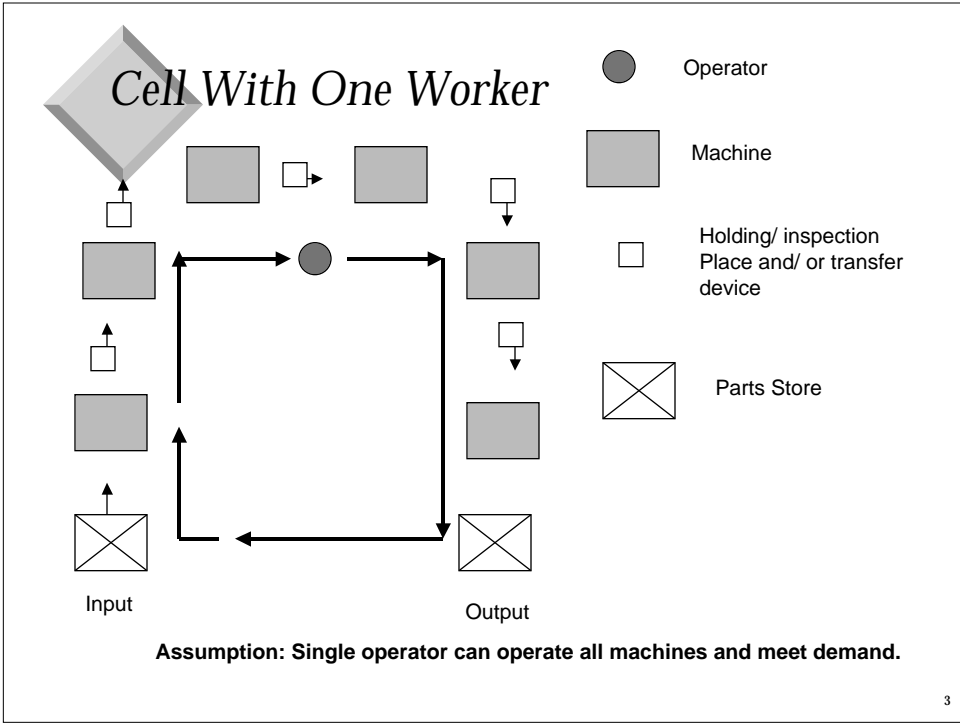 Cell With One Worker
Operator
Machine
Holding/ inspection
Place and/ or transfer
device
Parts Store
Input
Output
Assumption: Single operator can operate all machines and meet demand.
3